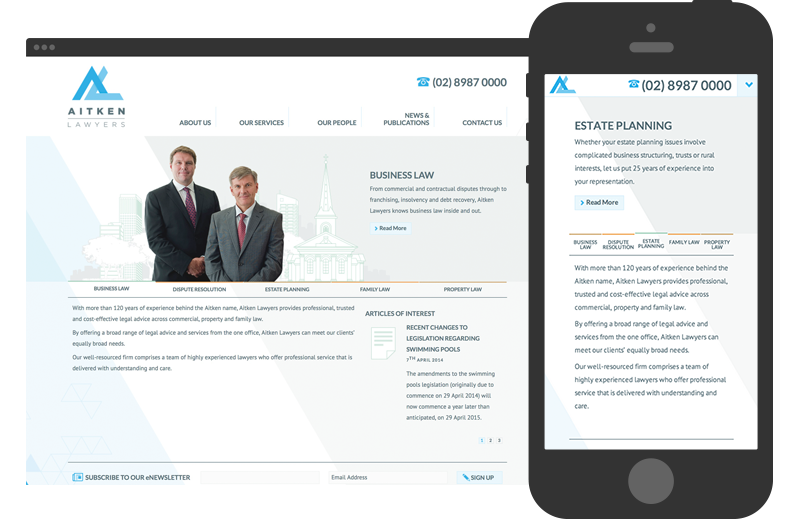 AITKEN
LAWYERS
(02) 8987 0000
ABOUT US
OUR SERVICES
OUR PEOPLE
NEWS &
PUBLICATIONS
CONTACT US
BUSINESS LAW
From commercial and contractual disputes through to
franchising, insolvency and debt recovery, Aitken
Lawyers knows business law inside and out.
Read More
BUSINESS LAW
DISPUTE RESOLUTION
ESTATE PLANNING
FAMILY LAW
PROPERTY LAW
With more than 120 years of experience behind the Aitken name, Aitken Lawyers provides professional, trusted
and cost-effective legal advice across commercial, property and family law.
By offering a broad range of legal advice and services from the one office, Aitken Lawyers can meet our clients'
equally broad needs.
Our well-resourced firm comprises a team of highly experienced lawyers who offer professional service that is
delivered with understanding and care.
ARTICLES OF INTEREST
RECENT CHANGES TO
LEGISLATION REGARDING
SWIMMING POOLS
7TH APRIL 2014
The amendments to the swimming
pools legislation (originally due to
commence on 29 April 2014) will
now commence a year later than
anticipated, on 29 April 2015.
1 2 3
SUBSCRIBE TO OUR eNEWSLETTER
Email Address
SIGN UP
(02) 8987 0000
ESTATE PLANNING
Whether your estate planning issues involve
complicated business structuring, trusts or rural
interests, let us put 25 years of experience into
your representation.
Read More
BUSINESS
LAW
DISPUTE
RESOLUTION
ESTATE
PLANNING
FAMILY LAW
PROPERTY
LAW
With more than 120 years of experience behind the
Aitken name, Aitken Lawyers provides professional,
trusted and cost-effective legal advice across
commercial, property and family law.
By offering a broad range of legal advice and
services from the one office, Aitken Lawyers can
meet our clients' equally broad needs.
Our well-resourced firm comprises a team of
highly experienced lawyers who offer professional
service that is delivered with understanding and
care.